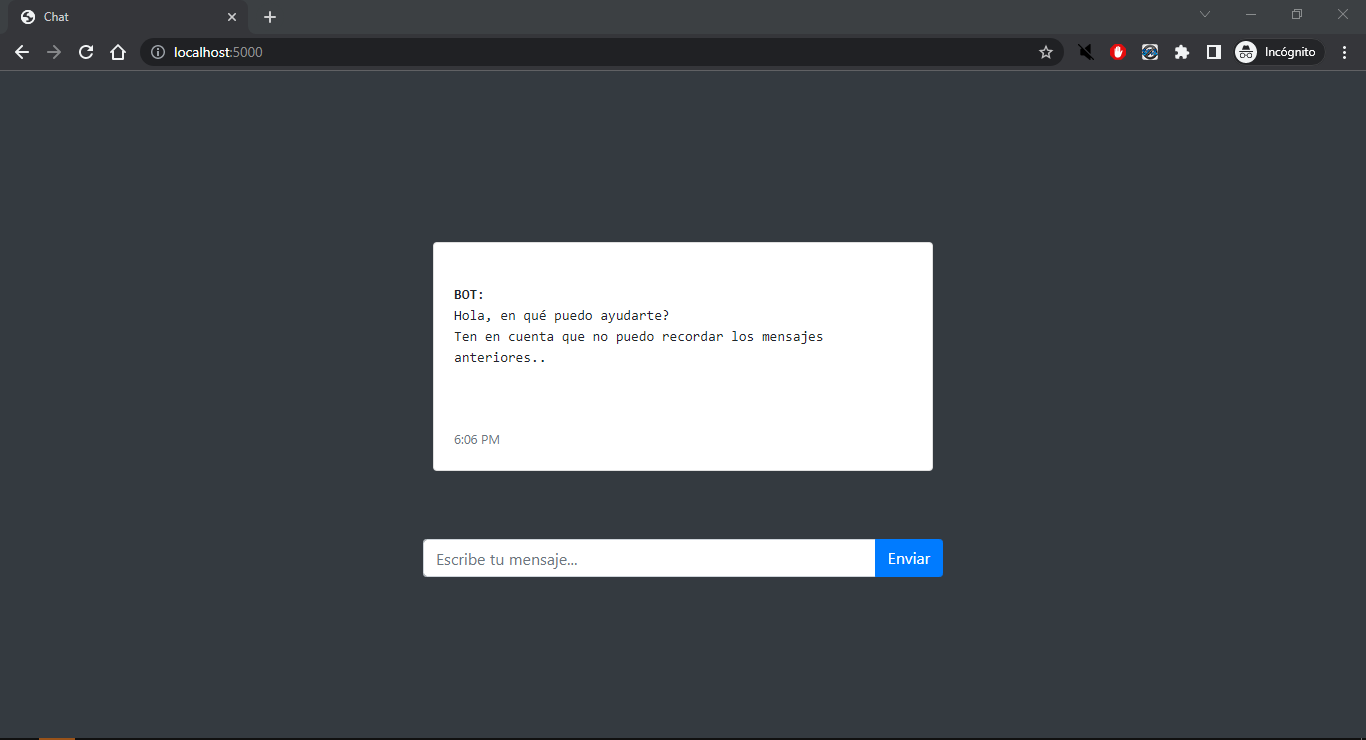 Chat
localhost:5000
Incógnito
BOT:
Hola, en qué puedo ayudarte?
Ten en cuenta que no puedo recordar los mensajes
anteriores..
6:06 PM
Escribe tu mensaje...
Enviar